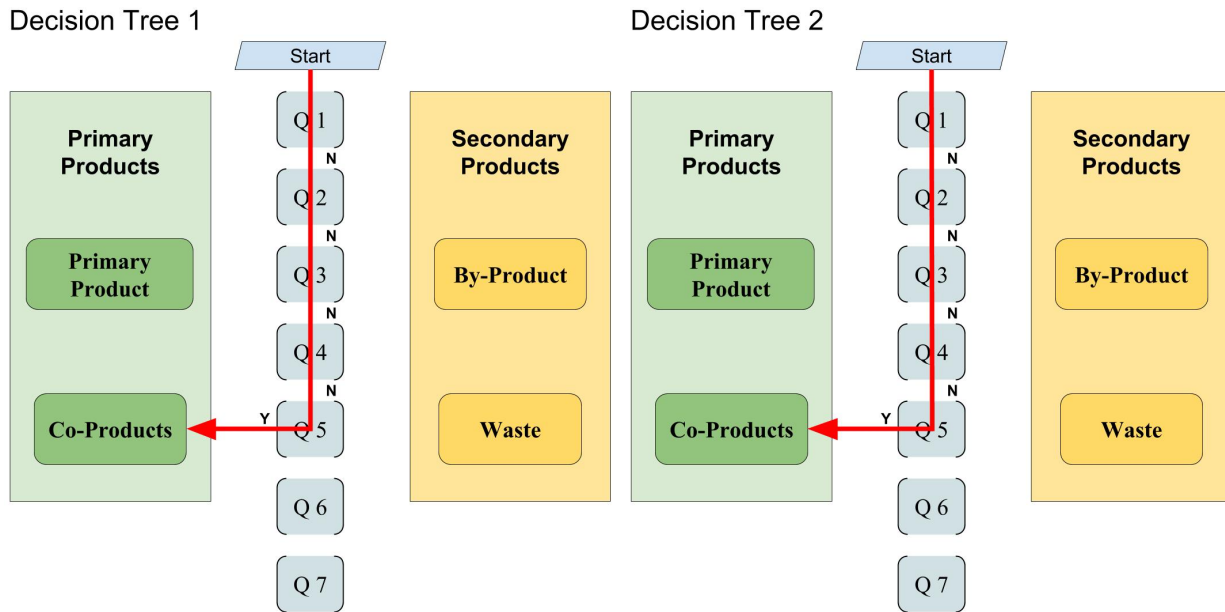 Decision Tree 1
Start
Primary
Products
Primary
Product
Co-Products
Q 1
N
Q 2
N
Q 3
N
Q 4
N
Y
Q 5
Q 6
Q 7
Secondary
Products
By-Product
Waste
Decision Tree 2
Start
Primary
Products
Primary
Product
Co-Products
Q 1
N
Q 2
N
Q 3
N
Q 4
N
Y
Q 5
Q 6
Q 7
Secondary
Products
By-Product
Waste